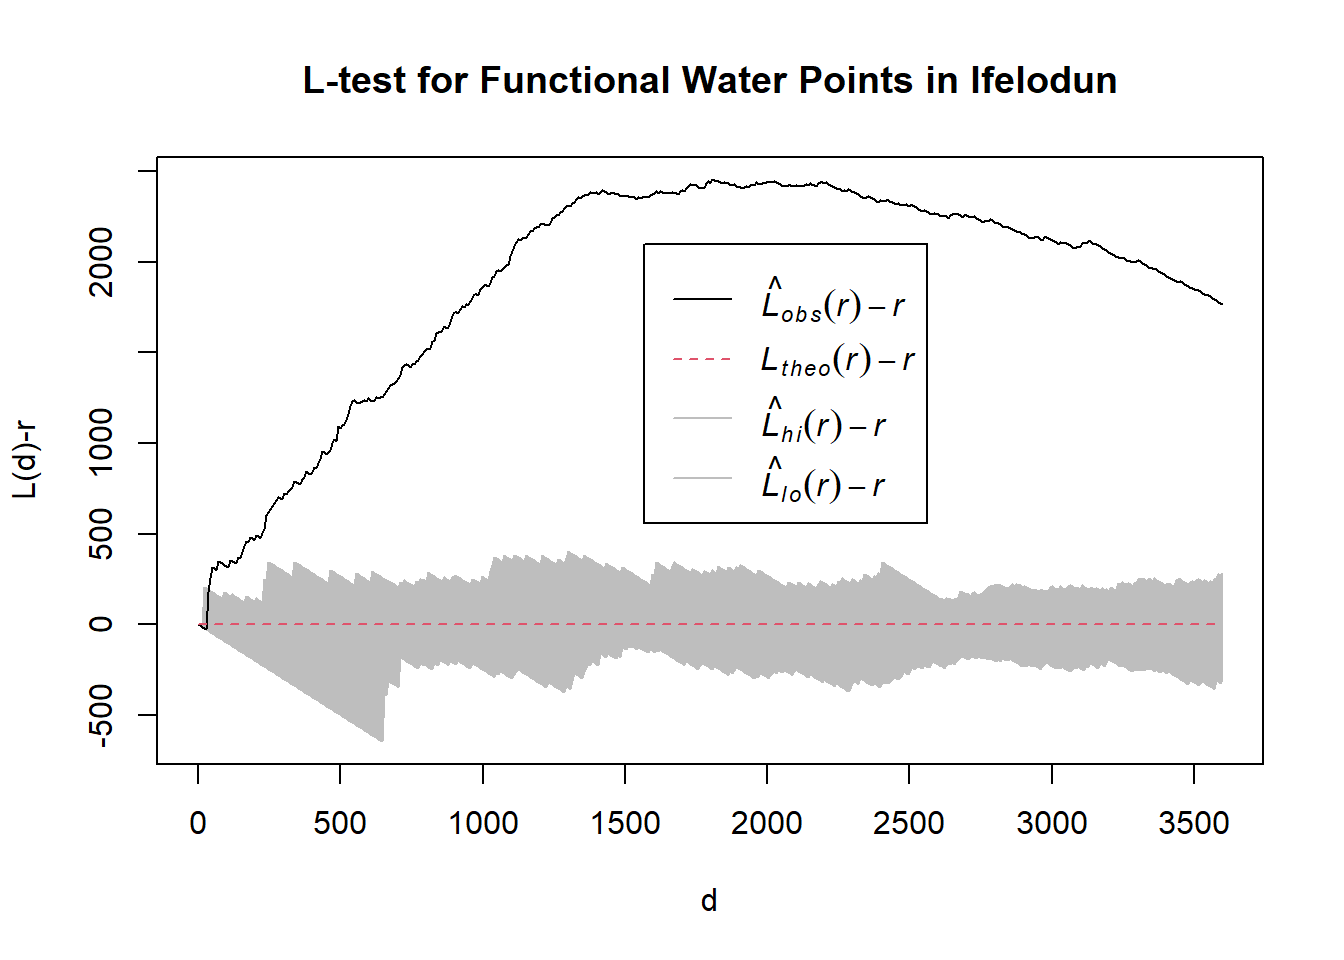 L-test for Functional Water Points in Ifelodun
L(d)-r
2000
1000
500
0
-500
L̂obs(r) − r
Ltheo(r) − r
L̂hi(r) − r
L̂lo(r) − r
0 500 1000 1500 2000 2500 3000 3500
d